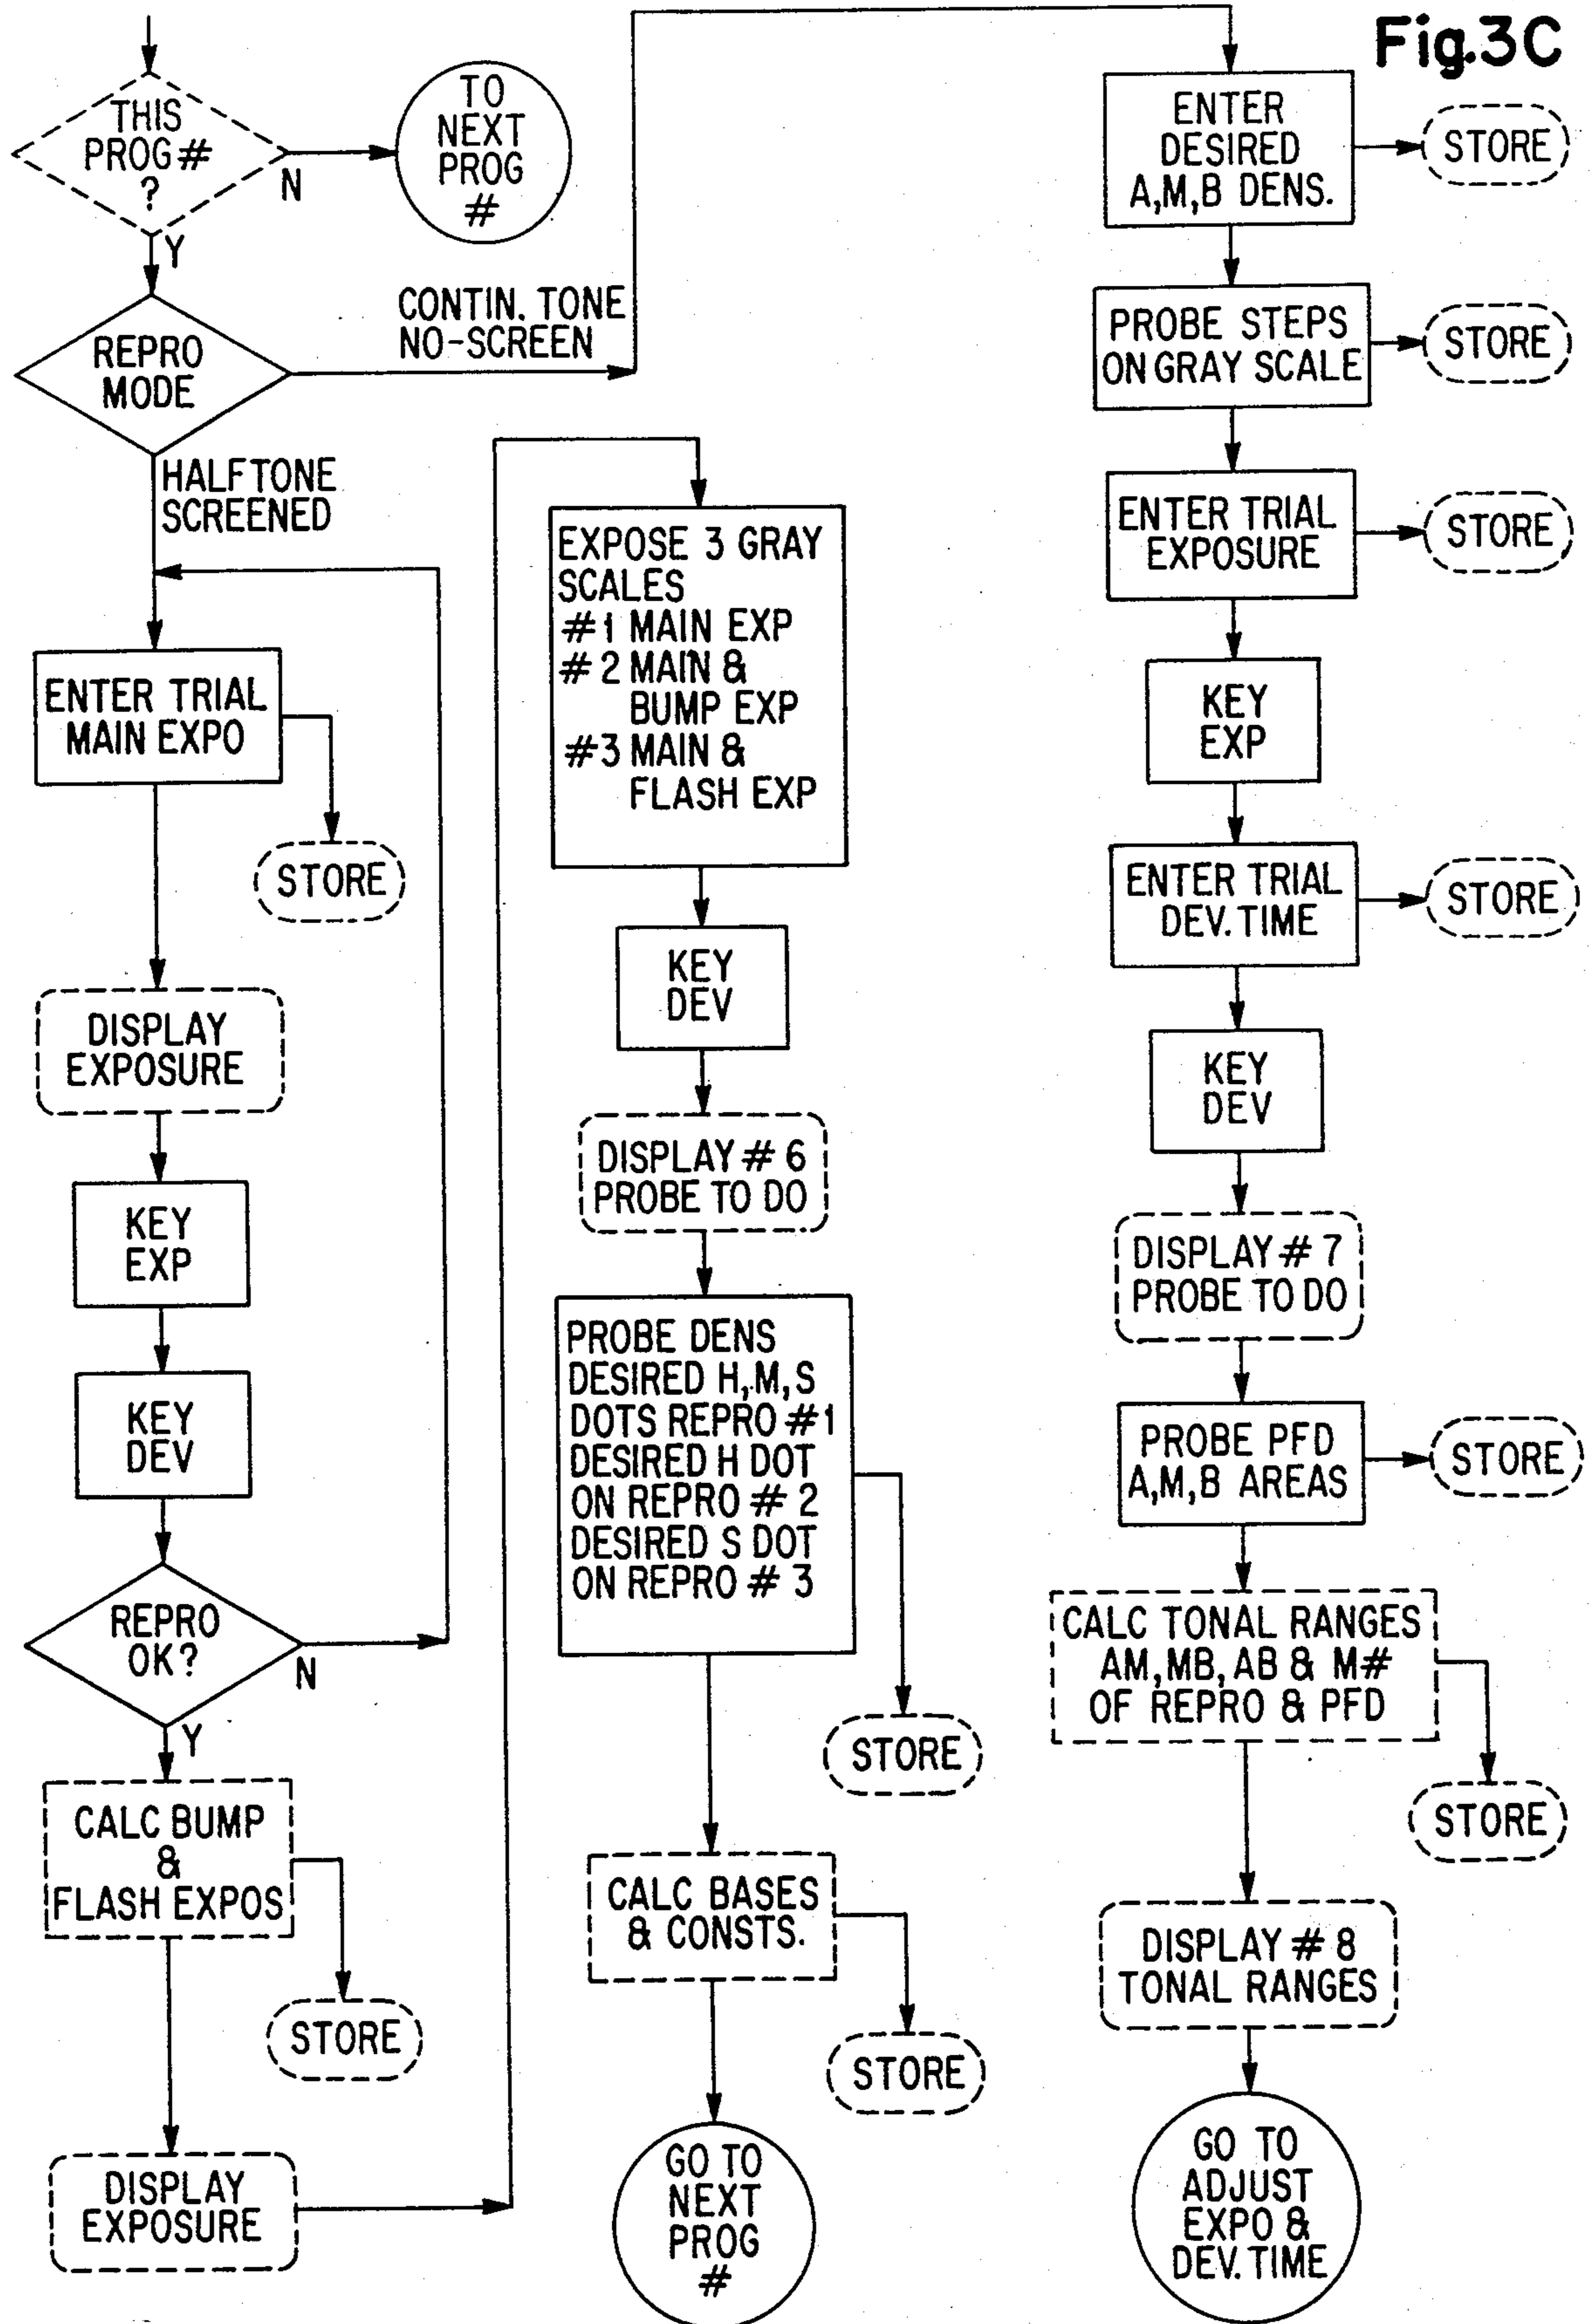 Fig.3C
THIS
PROG #
?
N
Y
TO
NEXT
PROG
#
REPRO
MODE
CONTIN. TONE
NO-SCREEN
HALFTONE
SCREENED
ENTER TRIAL
MAIN EXPO
STORE
DISPLAY
EXPOSURE
KEY
EXP
KEY
DEV
REPRO
OK?
N
Y
CALC BUMP
&
FLASH EXPOS
STORE
DISPLAY
EXPOSURE
EXPOSE 3 GRAY
SCALES
#1 MAIN EXP
#2 MAIN &
BUMP EXP
#3 MAIN &
FLASH EXP
KEY
DEV
DISPLAY # 6
PROBE TO DO
PROBE DENS
DESIRED H,M,S
DOTS REPRO #1
DESIRED H DOT
ON REPRO # 2
DESIRED S DOT
ON REPRO # 3
STORE
CALC BASES
& CONSTS.
STORE
GO TO
NEXT
PROG
#
ENTER
DESIRED
A,M,B DENS.
STORE
PROBE STEPS
ON GRAY SCALE
STORE
ENTER TRIAL
EXPOSURE
STORE
KEY
EXP
ENTER TRIAL
DEV. TIME
STORE
KEY
DEV
DISPLAY # 7
PROBE TO DO
PROBE PFD
A,M,B AREAS
STORE
CALC TONAL RANGES
AM,MB,AB & M#
OF REPRO & PFD
STORE
DISPLAY # 8
TONAL RANGES
GO TO
ADJUST
EXPO &
DEV. TIME